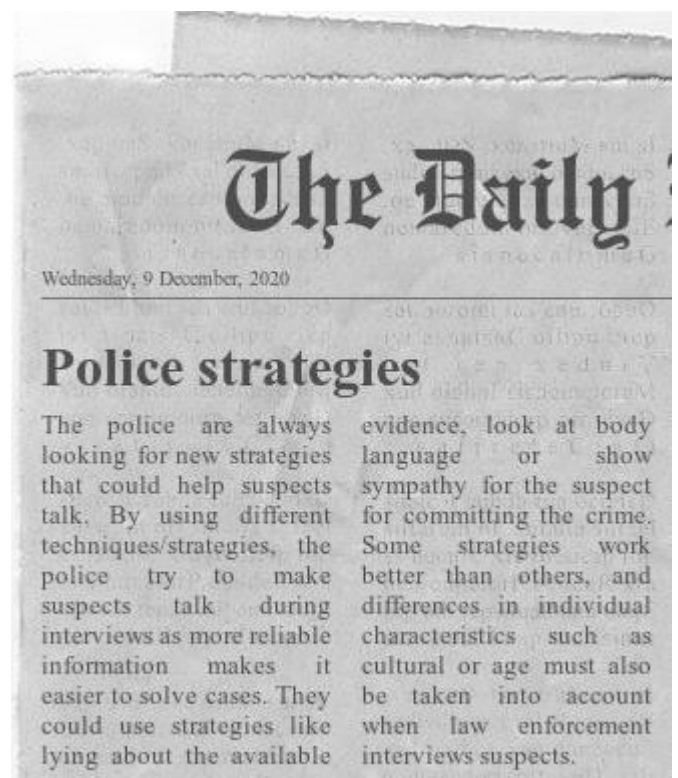 The Daily
Wednesday, 9 December, 2020
Police strategies
The police are always
looking for new strategies
that could help suspects
talk. By using different
techniques/strategies, the
police try to make
suspects talk during
interviews as more reliable
information makes it
easier to solve cases. They
could use strategies like
lying about the available
evidence, look at body
language or show
sympathy for the suspect
for committing the crime.
Some strategies work
better than others, and
differences in individual
characteristics such as
cultural or age must also
be taken into account
when law enforcement
interviews suspects.